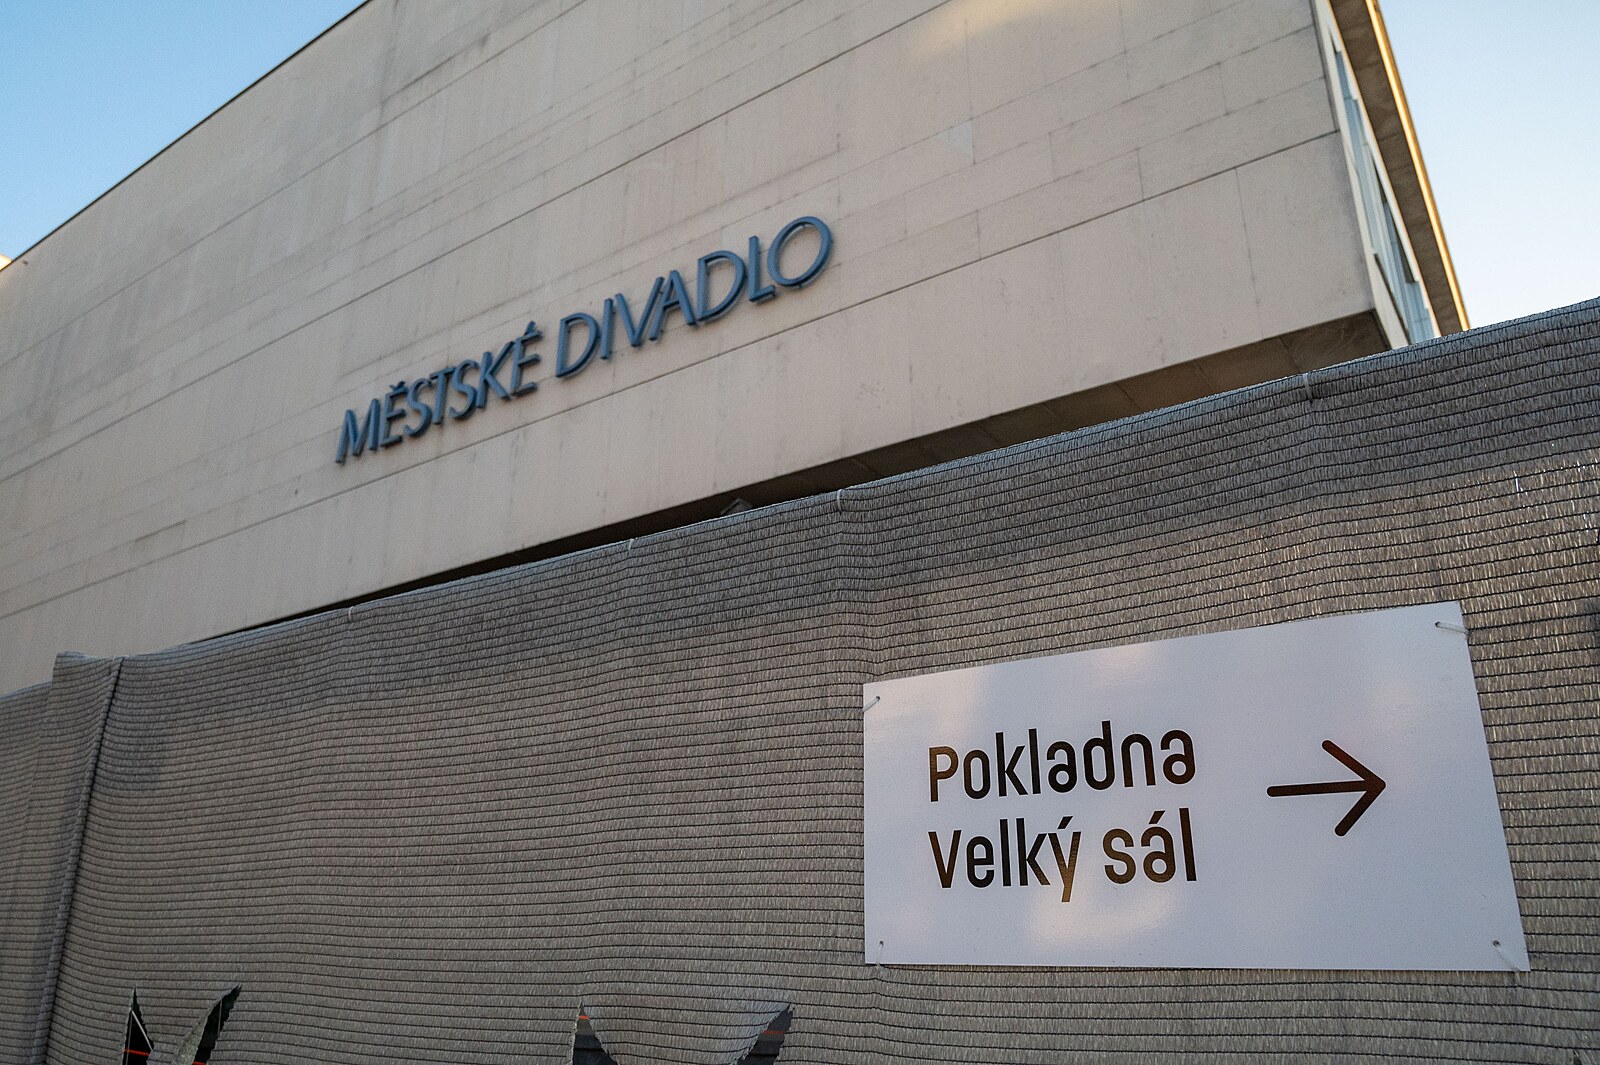 MĚSTSKÉ DIVADLO
Pokladna
Velký sál